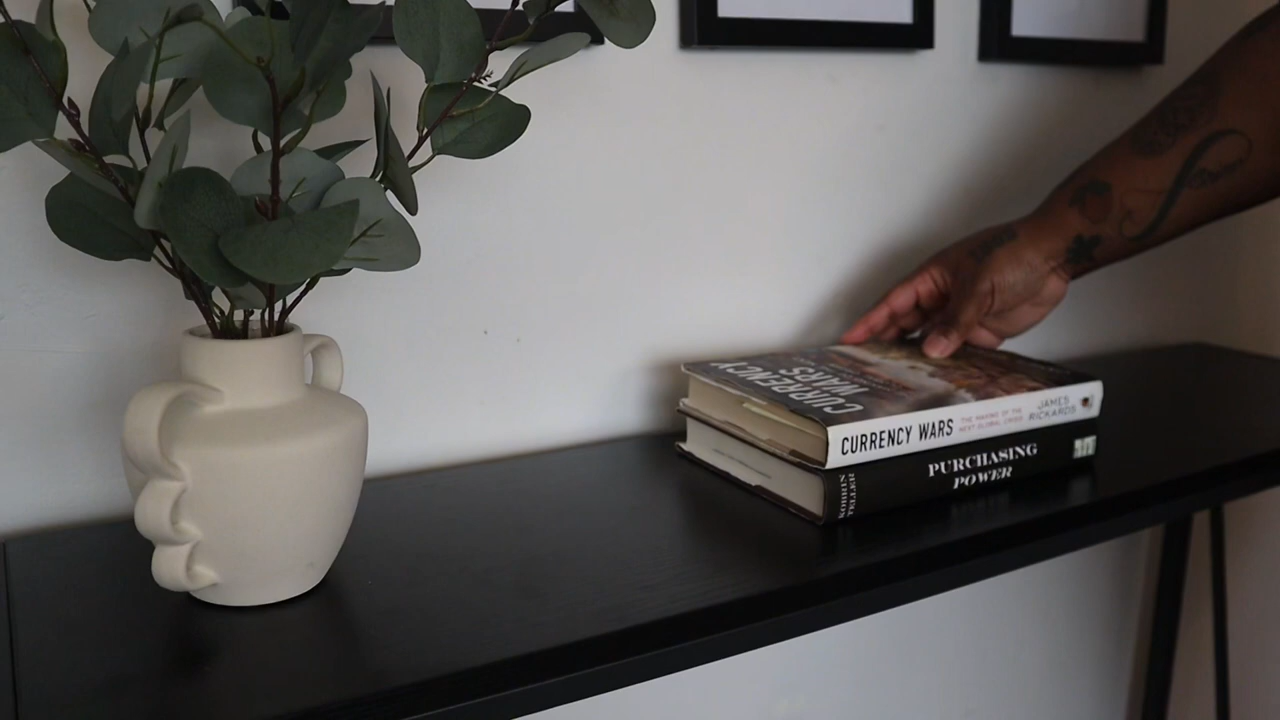 CURRENCY
WARS
CURRENCY WARS
THE MAKING OF THE
NEXT GLOBAL CRISIS
JAMES
RICKARDS
PURCHASING
POWER